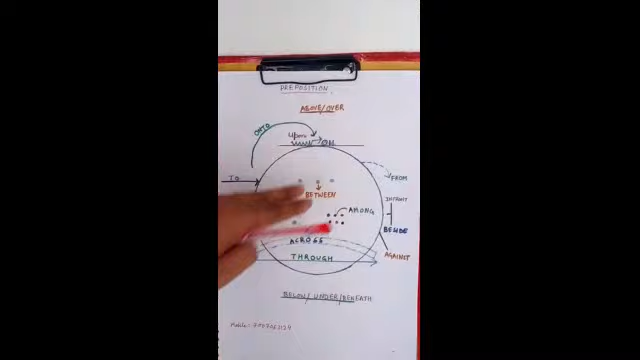 PREPOSITION
ABOVE/OVER
ONTO
Upon
ON
TO
FROM
BETWEEN
INFRONT
AMONG
BESIDE
ACROSS
AGAINST
THROUGH
BELOW/UNDER/BENEATH